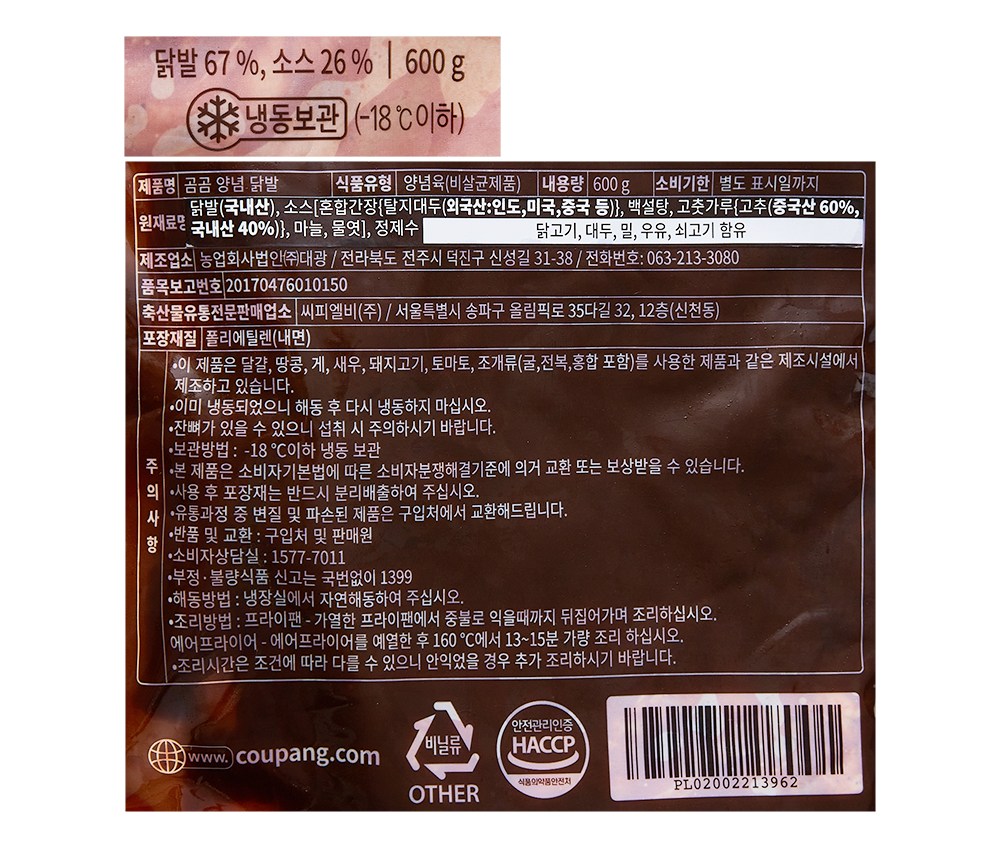 닭발 67 %, 소스 26 % | 600 g
냉동보관 (-18 ℃이하)
제품명 곰곰 양념 닭발 식품유형 양념육(비살균제품) 내용량 600 g 소비기한 별도 표시일까지
원재료명 닭발(국내산), 소스[혼합간장{탈지대두(외국산:인도,미국,중국 등)}, 백설탕, 고춧가루{고추(중국산 60%,
국내산 40%)}, 마늘, 물엿], 정제수 닭고기, 대두, 밀, 우유, 쇠고기 함유
제조업소 농업회사법인㈜대광 / 전라북도 전주시 덕진구 신성길 31-38 / 전화번호: 063-213-3080
품목보고번호 20170476010150
축산물유통전문판매업소 씨피엘비(주) / 서울특별시 송파구 올림픽로 35다길 32, 12층(신천동)
포장재질 폴리에틸렌(내면)
주의사항
•이 제품은 달걀, 땅콩, 게, 새우, 돼지고기, 토마토, 조개류(굴,전복,홍합 포함)를 사용한 제품과 같은 제조시설에서
제조하고 있습니다.
•이미 냉동되었으니 해동 후 다시 냉동하지 마십시오.
•잔뼈가 있을 수 있으니 섭취 시 주의하시기 바랍니다.
•보관방법 : -18 ℃이하 냉동 보관
•본 제품은 소비자기본법에 따른 소비자분쟁해결기준에 의거 교환 또는 보상받을 수 있습니다.
•사용 후 포장재는 반드시 분리배출하여 주십시오.
•유통과정 중 변질 및 파손된 제품은 구입처에서 교환해드립니다.
•반품 및 교환 : 구입처 및 판매원
•소비자상담실 : 1577-7011
•부정·불량식품 신고는 국번없이 1399
•해동방법 : 냉장실에서 자연해동하여 주십시오.
•조리방법 : 프라이팬 - 가열한 프라이팬에서 중불로 익을때까지 뒤집어가며 조리하십시오.
에어프라이어 - 에어프라이어를 예열한 후 160 ℃에서 13~15분 가량 조리 하십시오.
•조리시간은 조건에 따라 다를 수 있으니 안익었을 경우 추가 조리하시기 바랍니다.
www. coupang.com
비닐류
OTHER
안전관리인증
HACCP
식품의약품안전처
PL02002213962